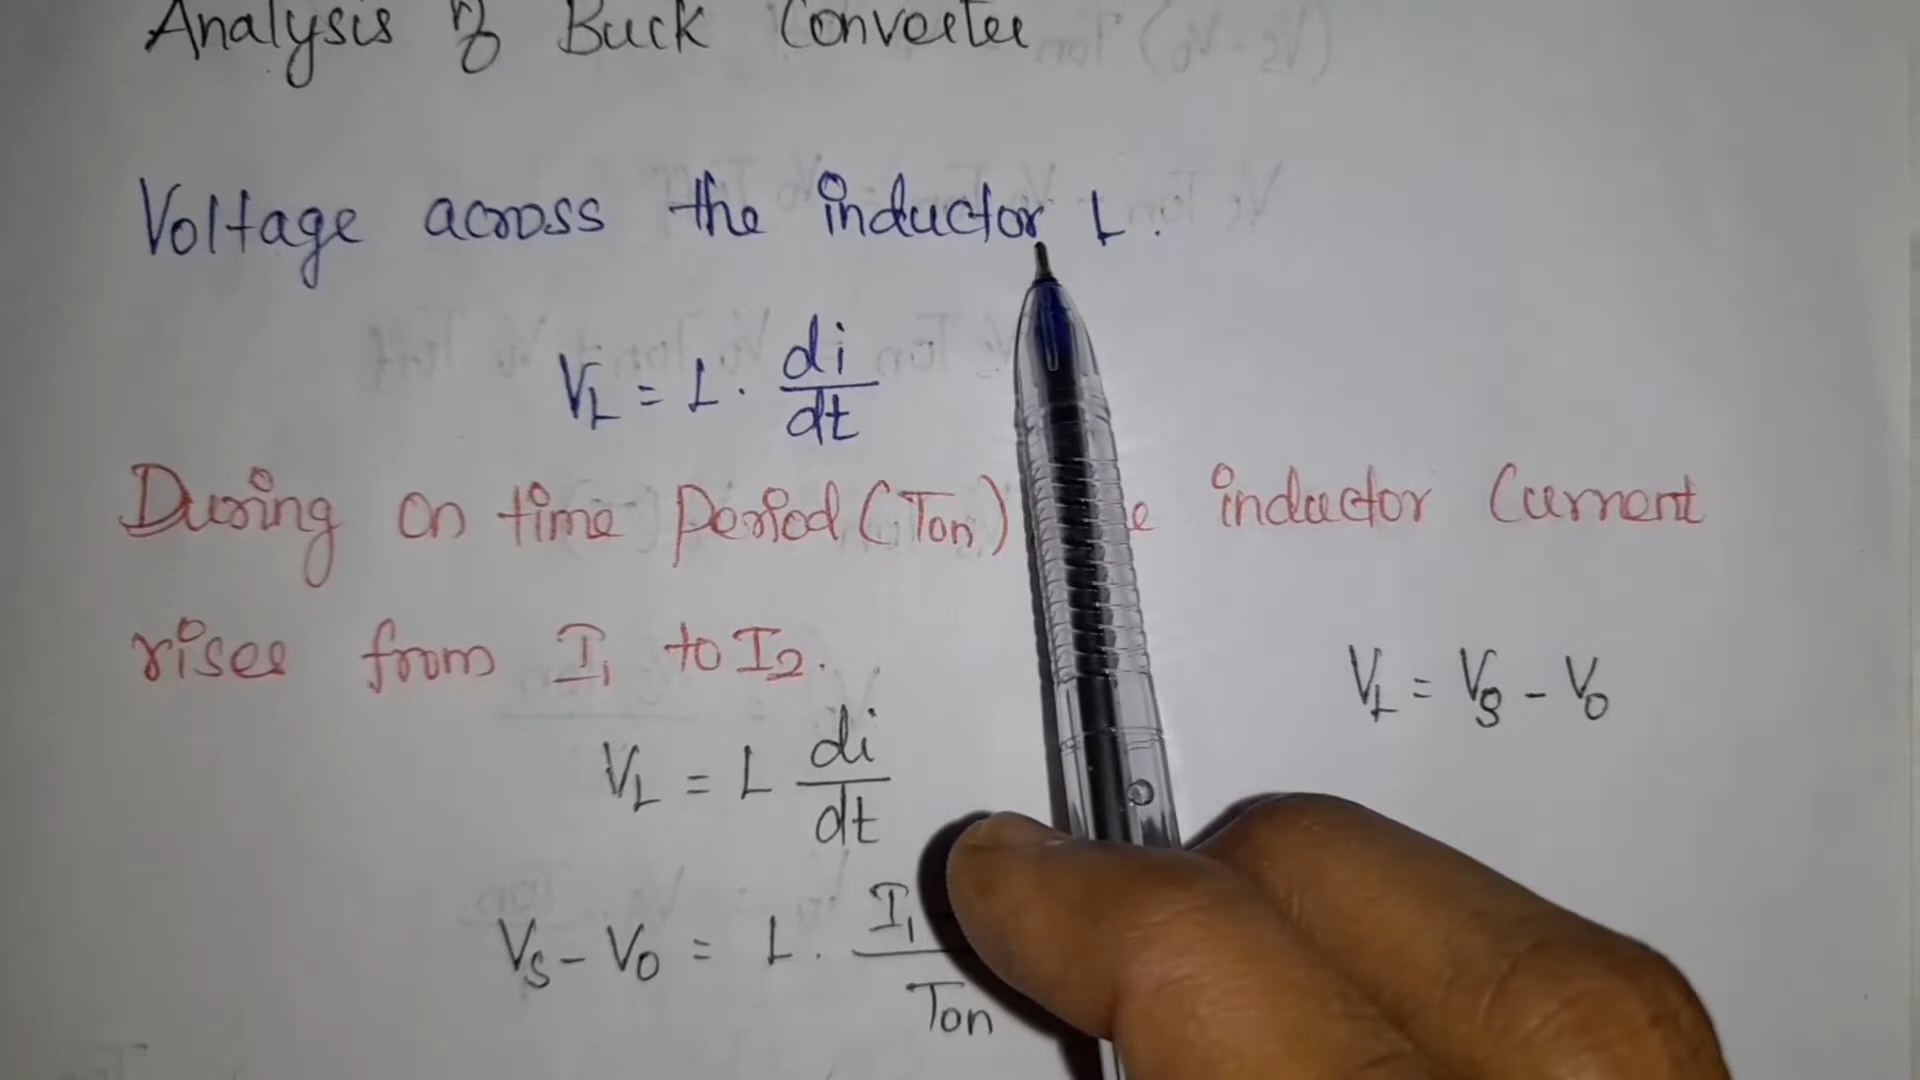 Analysis of Buck Converter
Voltage across the inductor L.
VL = L · di/dt
During on time period (Ton) inductor current
rises from I1 to I2.
VL = Vs - Vo
VL = L di/dt
Vs - Vo = L · I1 / Ton